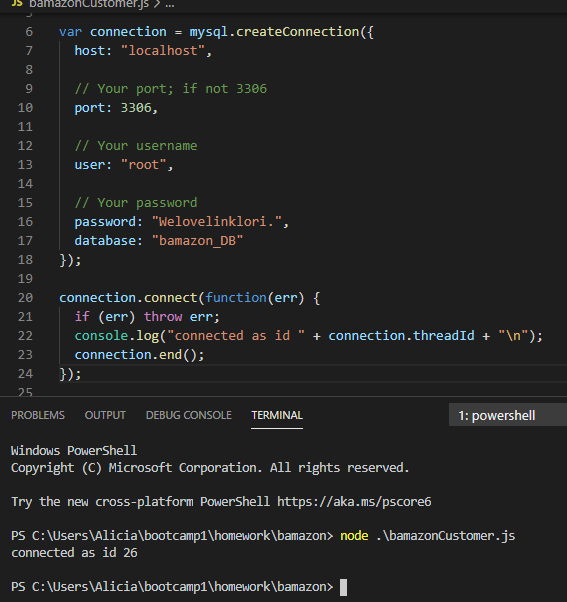 JS bamazonCustomer.js > ...
6 var connection = mysql.createConnection({
7 host: "localhost",
8
9 // Your port; if not 3306
10 port: 3306,
11
12 // Your username
13 user: "root",
14
15 // Your password
16 password: "Welovelinklori.",
17 database: "bamazon_DB"
18 });
19
20 connection.connect(function(err) {
21 if (err) throw err;
22 console.log("connected as id " + connection.threadId + "\n");
23 connection.end();
24 });
25
PROBLEMS OUTPUT DEBUG CONSOLE TERMINAL 1: powershell
Windows PowerShell
Copyright (C) Microsoft Corporation. All rights reserved.
Try the new cross-platform PowerShell https://aka.ms/pscore6
PS C:\Users\Alicia\bootcamp1\homework\bamazon> node .\bamazonCustomer.js
connected as id 26
PS C:\Users\Alicia\bootcamp1\homework\bamazon>